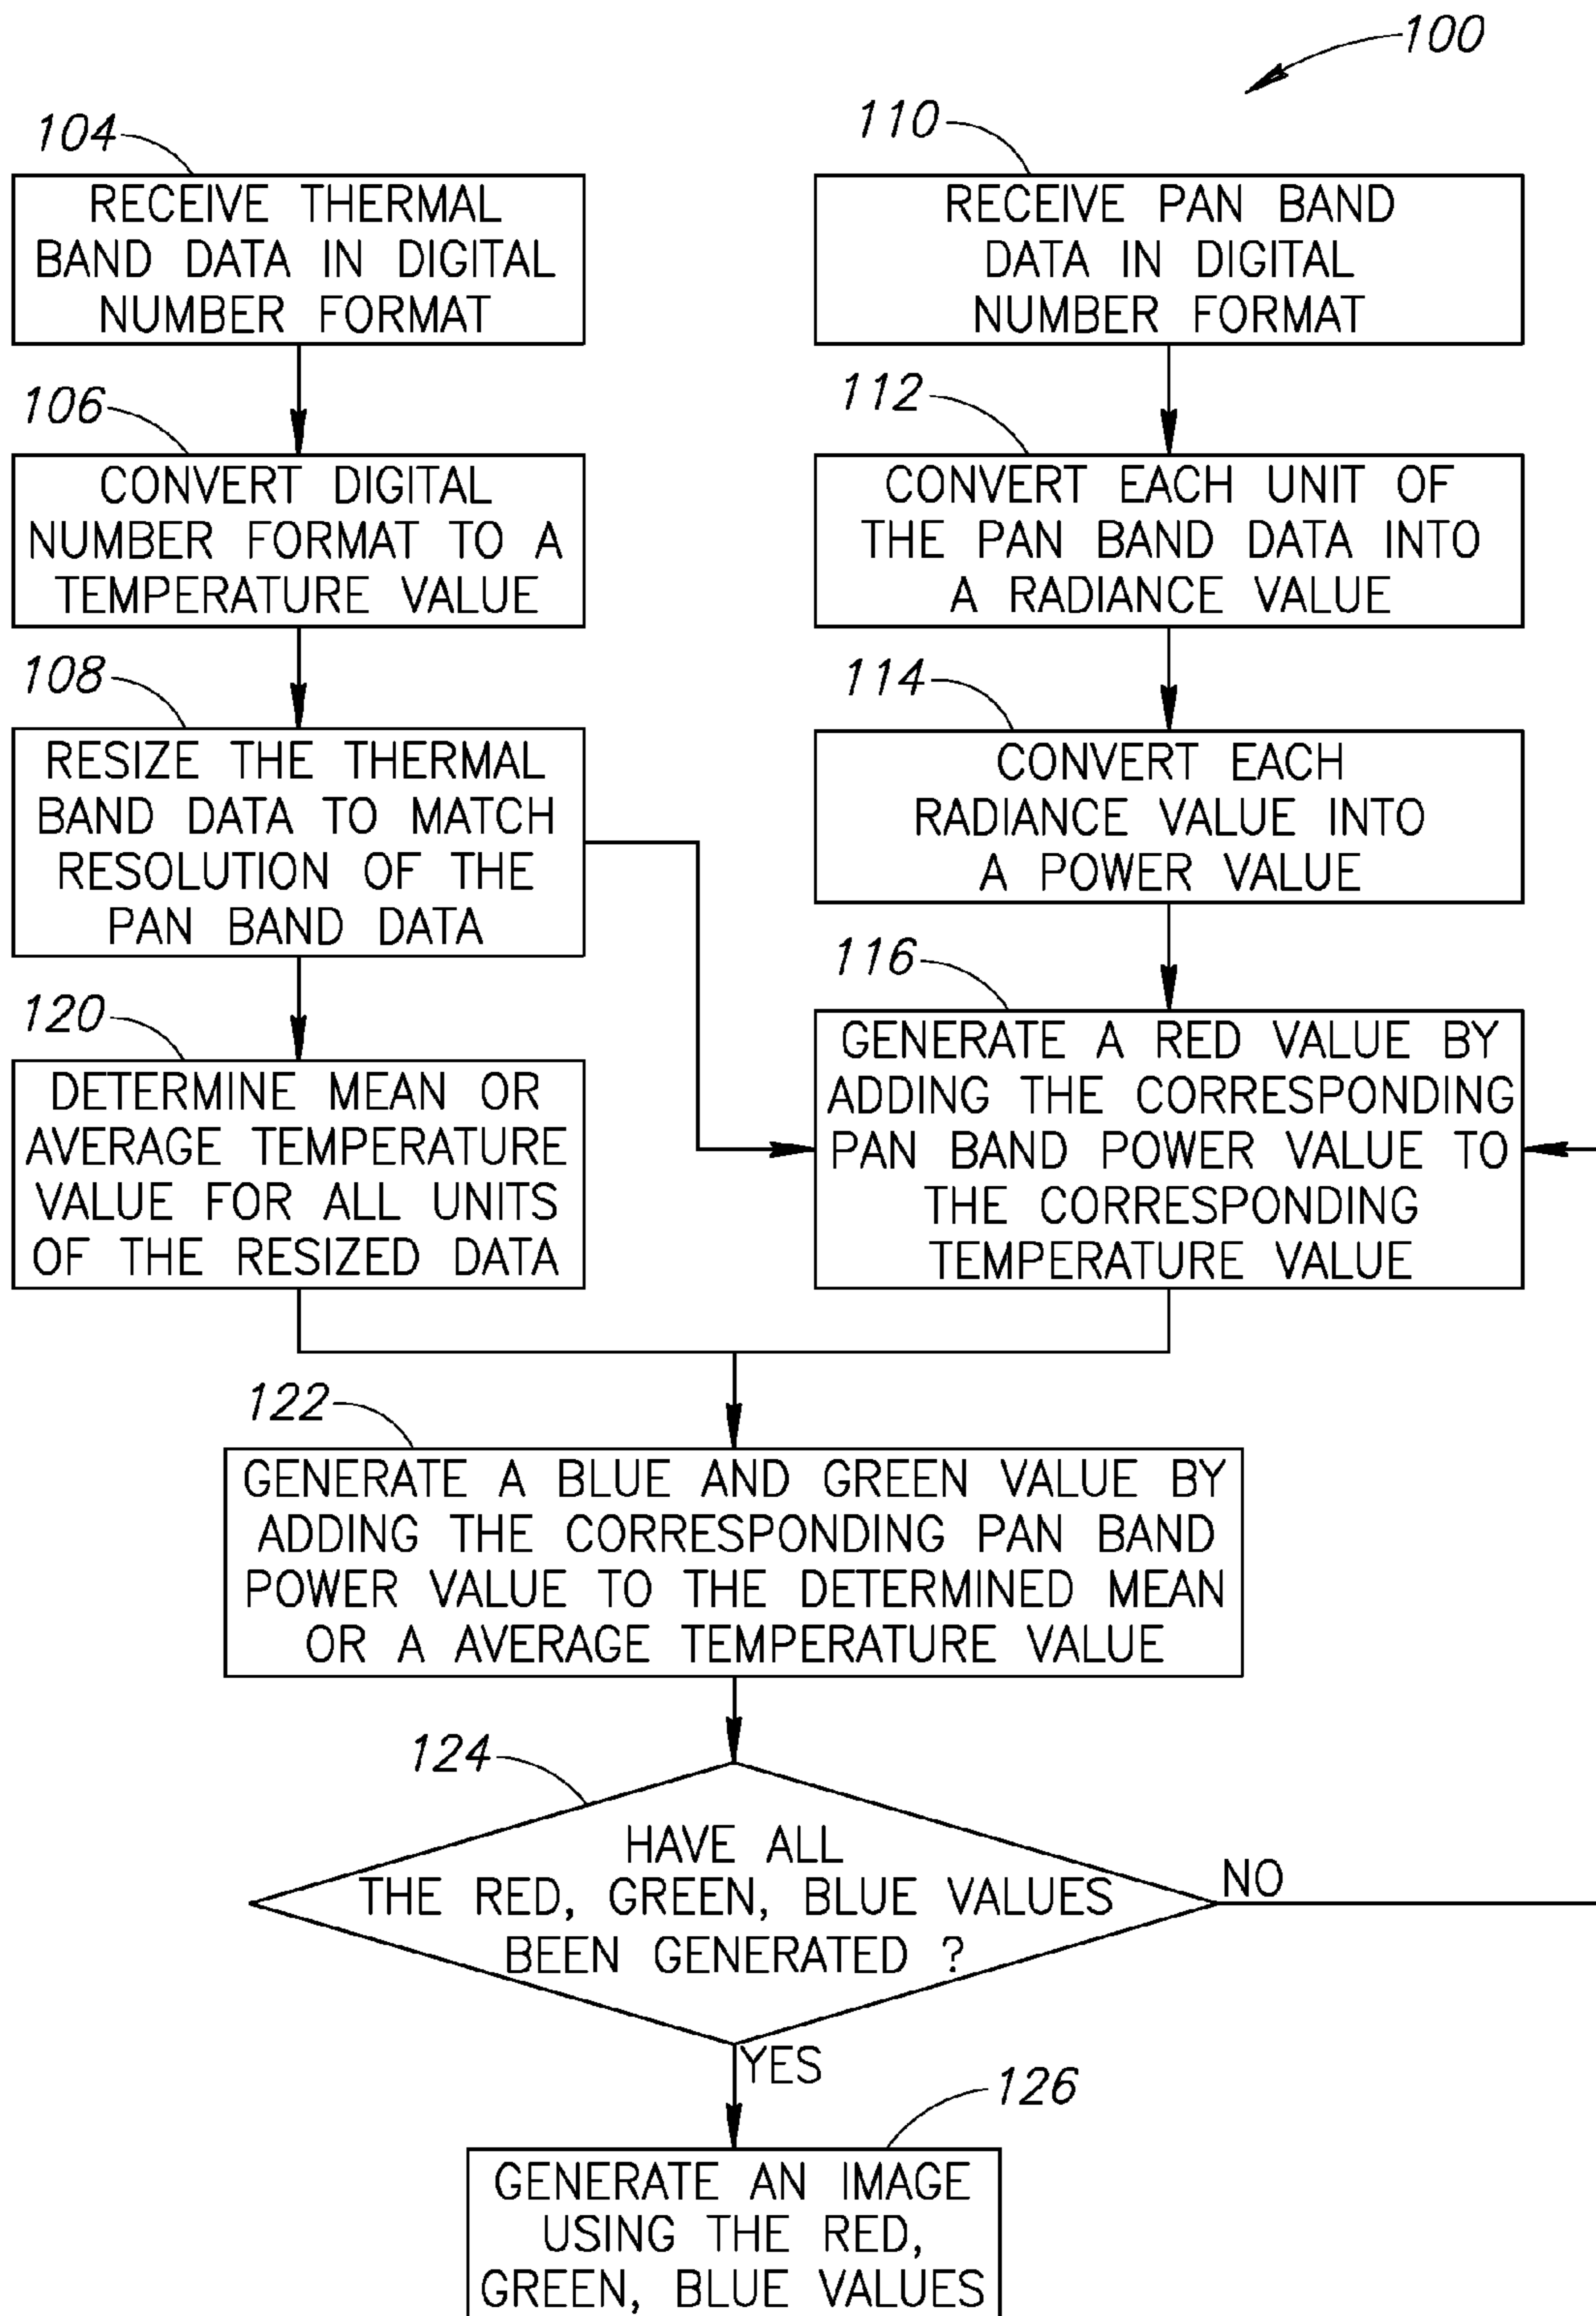 100
104
RECEIVE THERMAL
BAND DATA IN DIGITAL
NUMBER FORMAT
106
CONVERT DIGITAL
NUMBER FORMAT TO A
TEMPERATURE VALUE
108
RESIZE THE THERMAL
BAND DATA TO MATCH
RESOLUTION OF THE
PAN BAND DATA
120
DETERMINE MEAN OR
AVERAGE TEMPERATURE
VALUE FOR ALL UNITS
OF THE RESIZED DATA
110
RECEIVE PAN BAND
DATA IN DIGITAL
NUMBER FORMAT
112
CONVERT EACH UNIT OF
THE PAN BAND DATA INTO
A RADIANCE VALUE
114
CONVERT EACH
RADIANCE VALUE INTO
A POWER VALUE
116
GENERATE A RED VALUE BY
ADDING THE CORRESPONDING
PAN BAND POWER VALUE TO
THE CORRESPONDING
TEMPERATURE VALUE
122
GENERATE A BLUE AND GREEN VALUE BY
ADDING THE CORRESPONDING PAN BAND
POWER VALUE TO THE DETERMINED MEAN
OR A AVERAGE TEMPERATURE VALUE
124
HAVE ALL
THE RED, GREEN, BLUE VALUES
BEEN GENERATED ?
NO
YES
126
GENERATE AN IMAGE
USING THE RED,
GREEN, BLUE VALUES